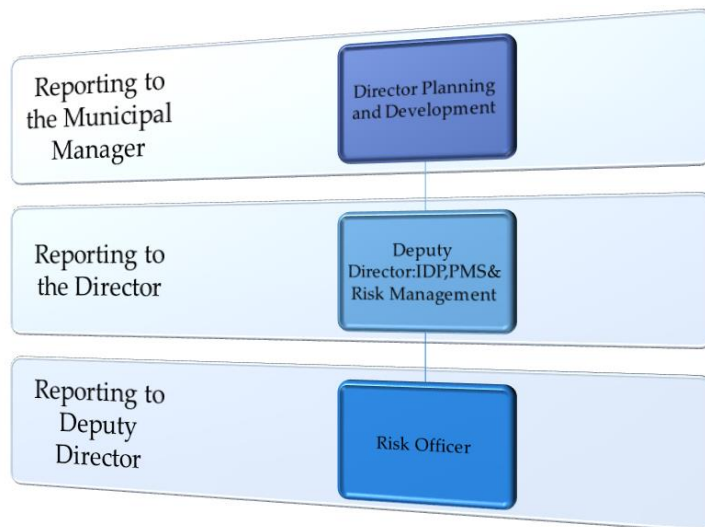 Reporting to
the Municipal
Manager
Director Planning
and Development
Reporting to
the Director
Deputy
Director:IDP,PMS&
Risk Management
Reporting to
Deputy
Director
Risk Officer